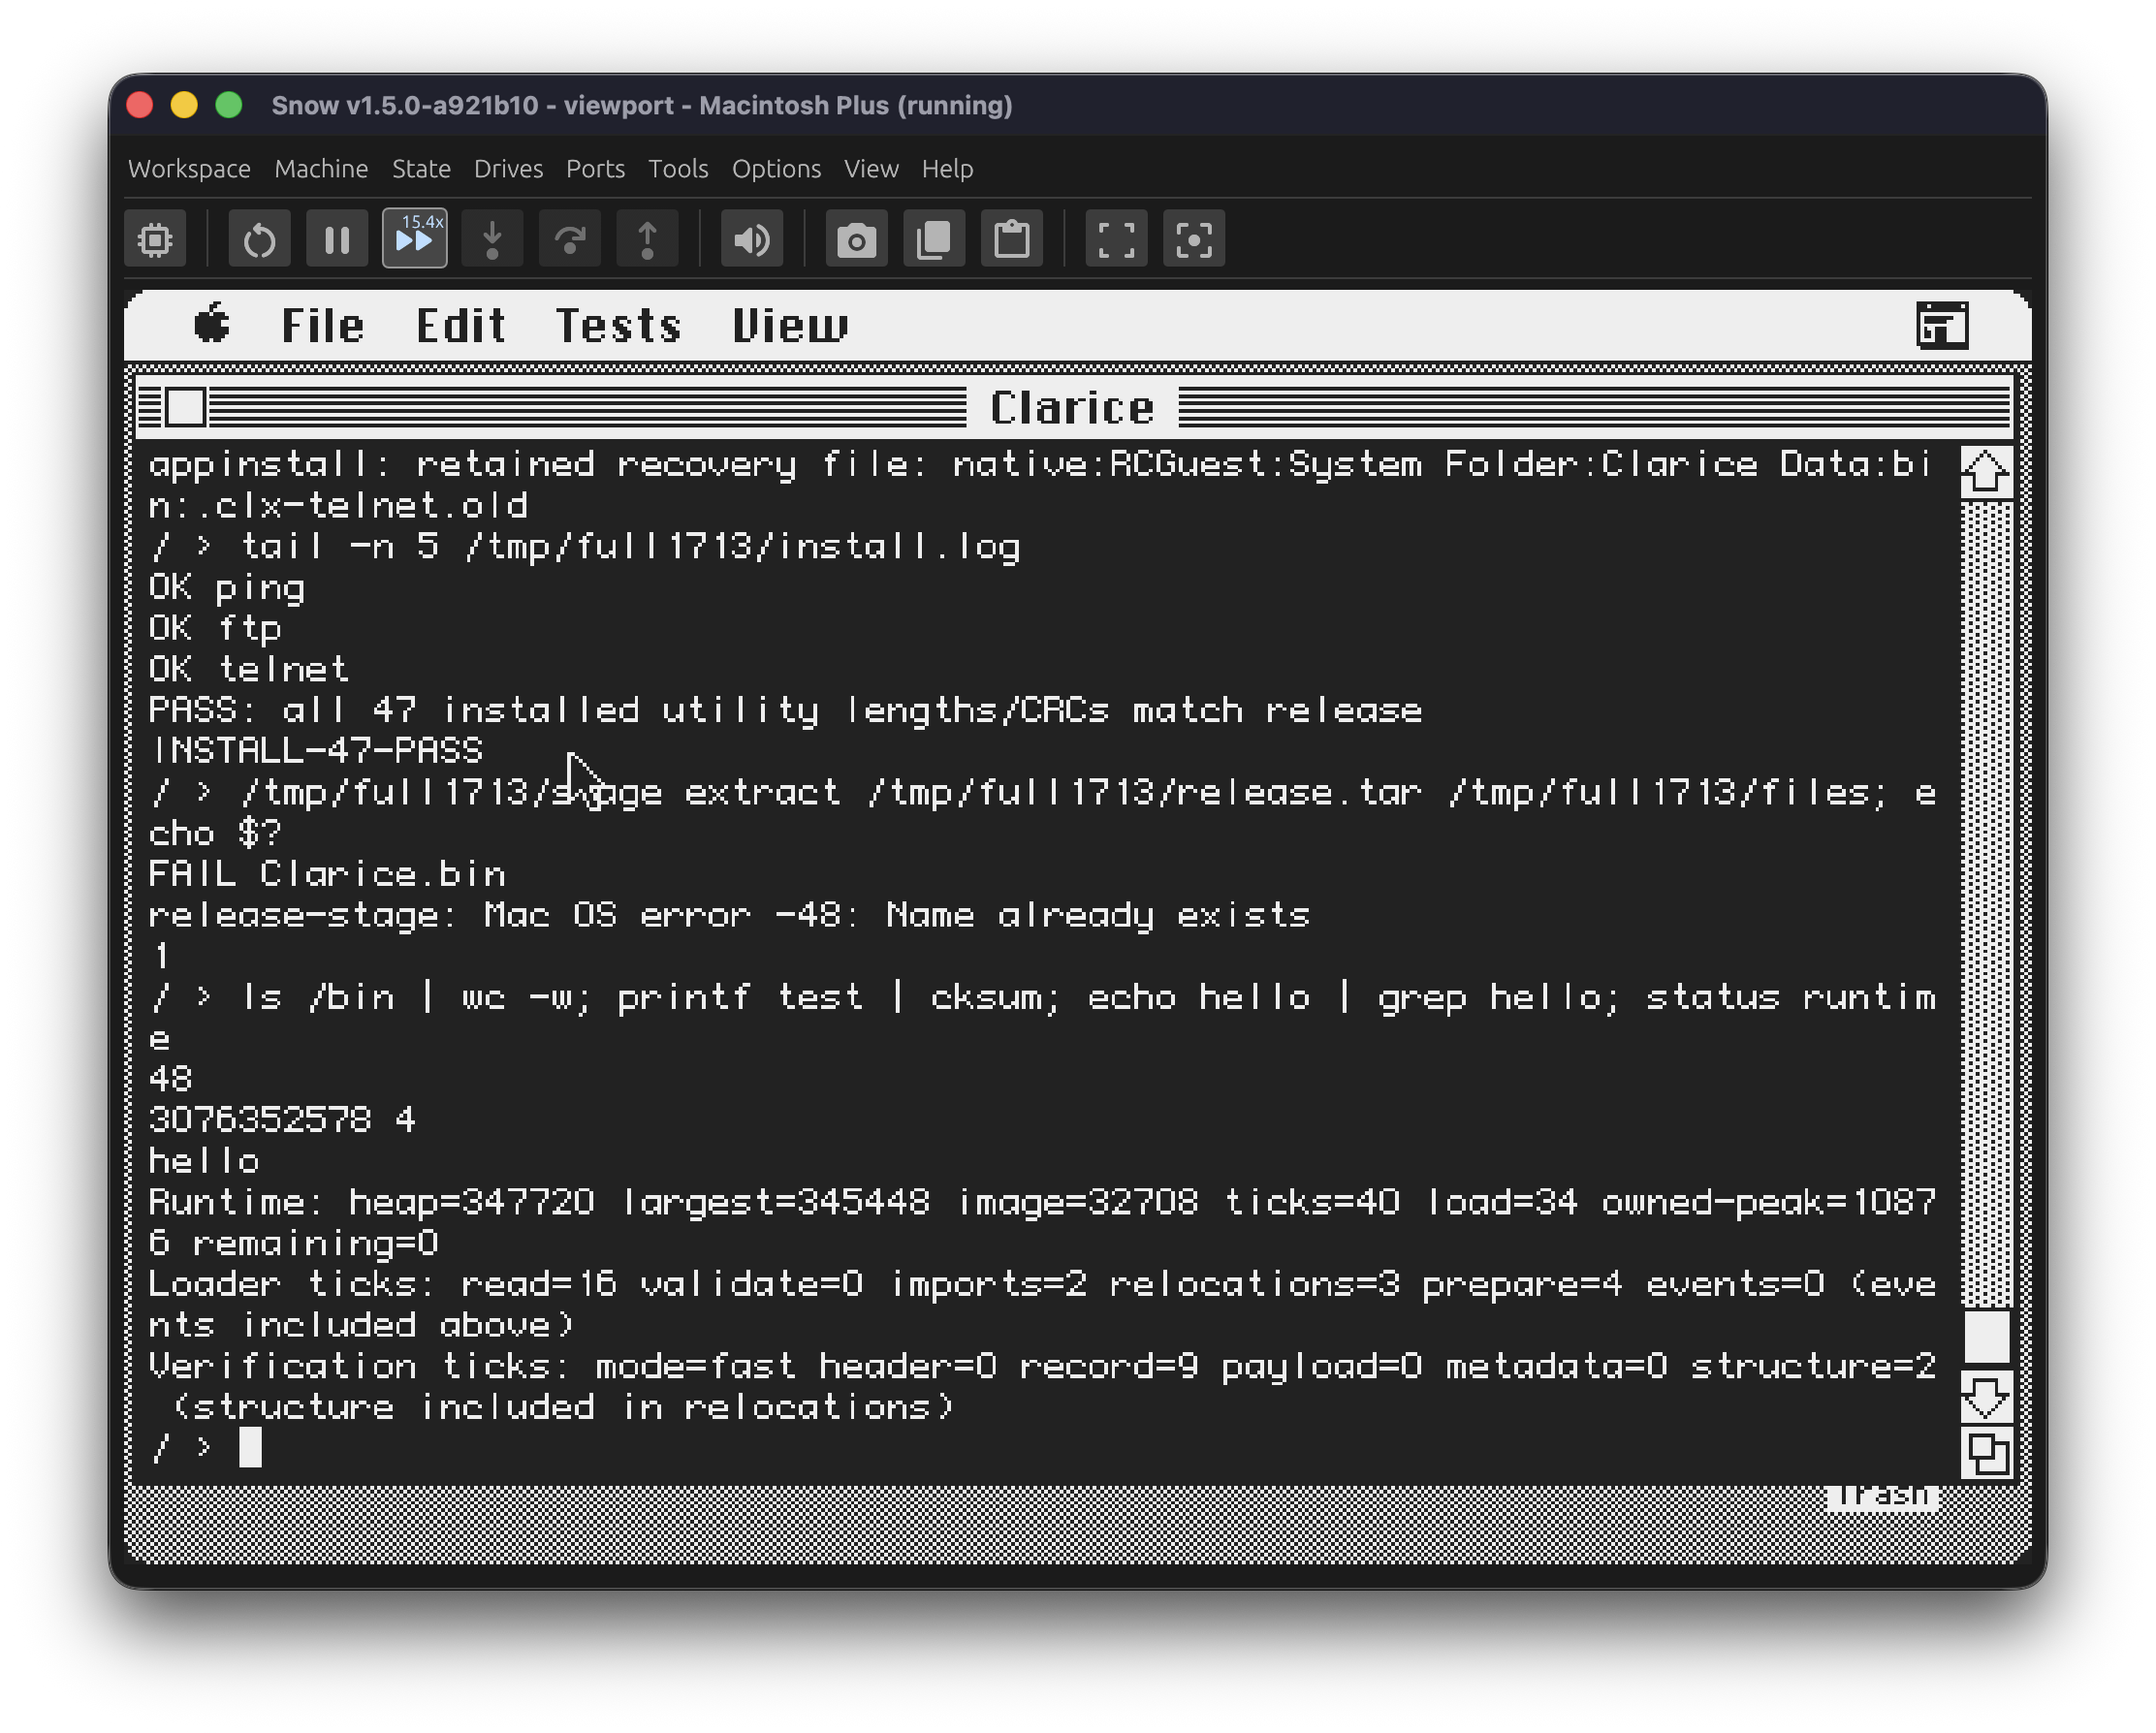 Snow v1.5.0-a921b10 - viewport - Macintosh Plus (running)
Workspace Machine State Drives Ports Tools Options View Help
15.4x
File Edit Tests View
Clarice
appinstall: retained recovery file: native:RCGuest:System Folder:Clarice Data:bi
n:.clx-telnet.old
/ > tail -n 5 /tmp/full1713/install.log
OK ping
OK ftp
OK telnet
PASS: all 47 installed utility lengths/CRCs match release
INSTALL-47-PASS
/ > /tmp/full1713/stage extract /tmp/full1713/release.tar /tmp/full1713/files; e
cho $?
FAIL Clarice.bin
release-stage: Mac OS error -48: Name already exists
1
/ > ls /bin | wc -w; printf test | cksum; echo hello | grep hello; status runtim
e
48
3076352578 4
hello
Runtime: heap=347720 largest=345448 image=32708 ticks=40 load=34 owned-peak=1087
6 remaining=0
Loader ticks: read=16 validate=0 imports=2 relocations=3 prepare=4 events=0 (eve
nts included above)
Verification ticks: mode=fast header=0 record=9 payload=0 metadata=0 structure=2
 (structure included in relocations)
/ >
Trash